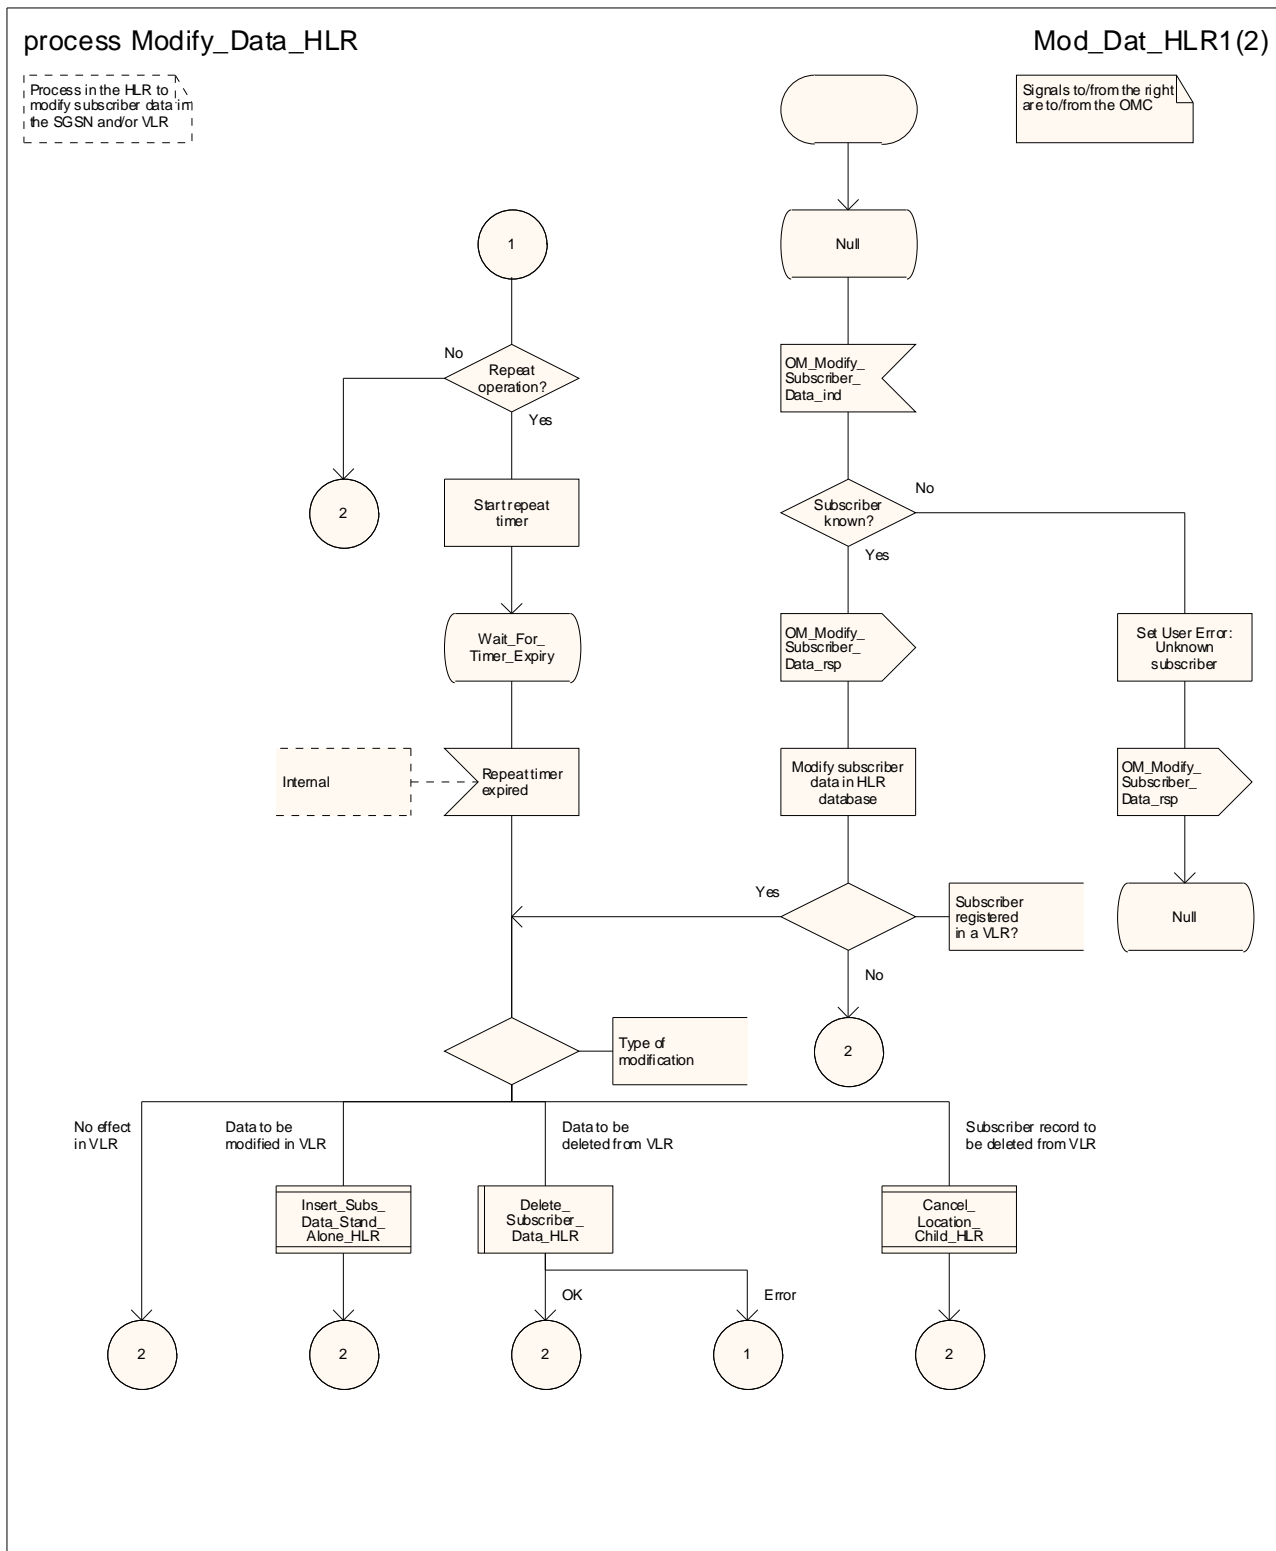 process Modify_Data_HLR
Mod_Dat_HLR1(2)
Process in the HLR to
modify subscriber data in
the SGSN and/or VLR
Signals to/from the right
are to/from the OMC
Null
1
OM_Modify_
Subscriber_
Data_ind
No
Repeat
operation?
Yes
2
Start repeat
timer
Subscriber
known?
No
Yes
Wait_For_
Timer_Expiry
OM_Modify_
Subscriber_
Data_rsp
Set User Error:
Unknown
subscriber
Internal
Repeat timer
expired
Modify subscriber
data in HLR
database
OM_Modify_
Subscriber_
Data_rsp
Yes
Subscriber
registered
in a VLR?
Null
No
2
Type of
modification
No effect
in VLR
Data to be
modified in VLR
Data to be
deleted from VLR
Subscriber record to
be deleted from VLR
Insert_Subs_
Data_Stand_
Alone_HLR
Delete_
Subscriber_
Data_HLR
Cancel_
Location_
Child_HLR
OK
Error
2
2
2
1
2